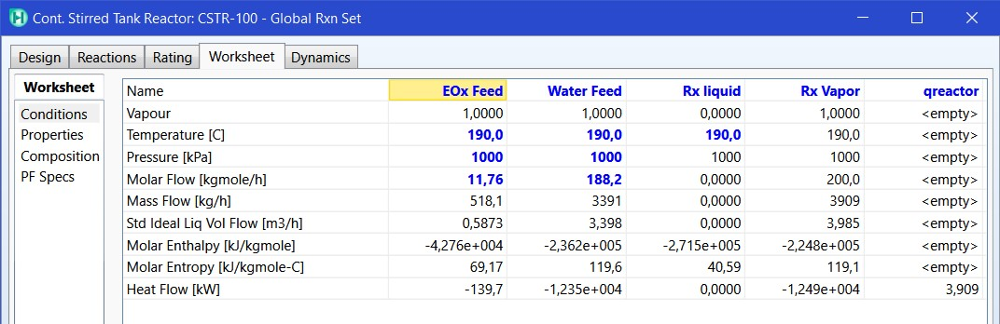 Cont. Stirred Tank Reactor: CSTR-100 - Global Rxn Set
Design Reactions Rating Worksheet Dynamics
Worksheet
Conditions
Properties
Composition
PF Specs
Name EOx Feed Water Feed Rx liquid Rx Vapor qreactor
Vapour 1,0000 1,0000 0,0000 1,0000 <empty>
Temperature [C] 190,0 190,0 190,0 190,0 <empty>
Pressure [kPa] 1000 1000 1000 1000 <empty>
Molar Flow [kgmole/h] 11,76 188,2 0,0000 200,0 <empty>
Mass Flow [kg/h] 518,1 3391 0,0000 3909 <empty>
Std Ideal Liq Vol Flow [m3/h] 0,5873 3,398 0,0000 3,985 <empty>
Molar Enthalpy [kJ/kgmole] -4,276e+004 -2,362e+005 -2,715e+005 -2,248e+005 <empty>
Molar Entropy [kJ/kgmole-C] 69,17 119,6 40,59 119,1 <empty>
Heat Flow [kW] -139,7 -1,235e+004 0,0000 -1,249e+004 3,909